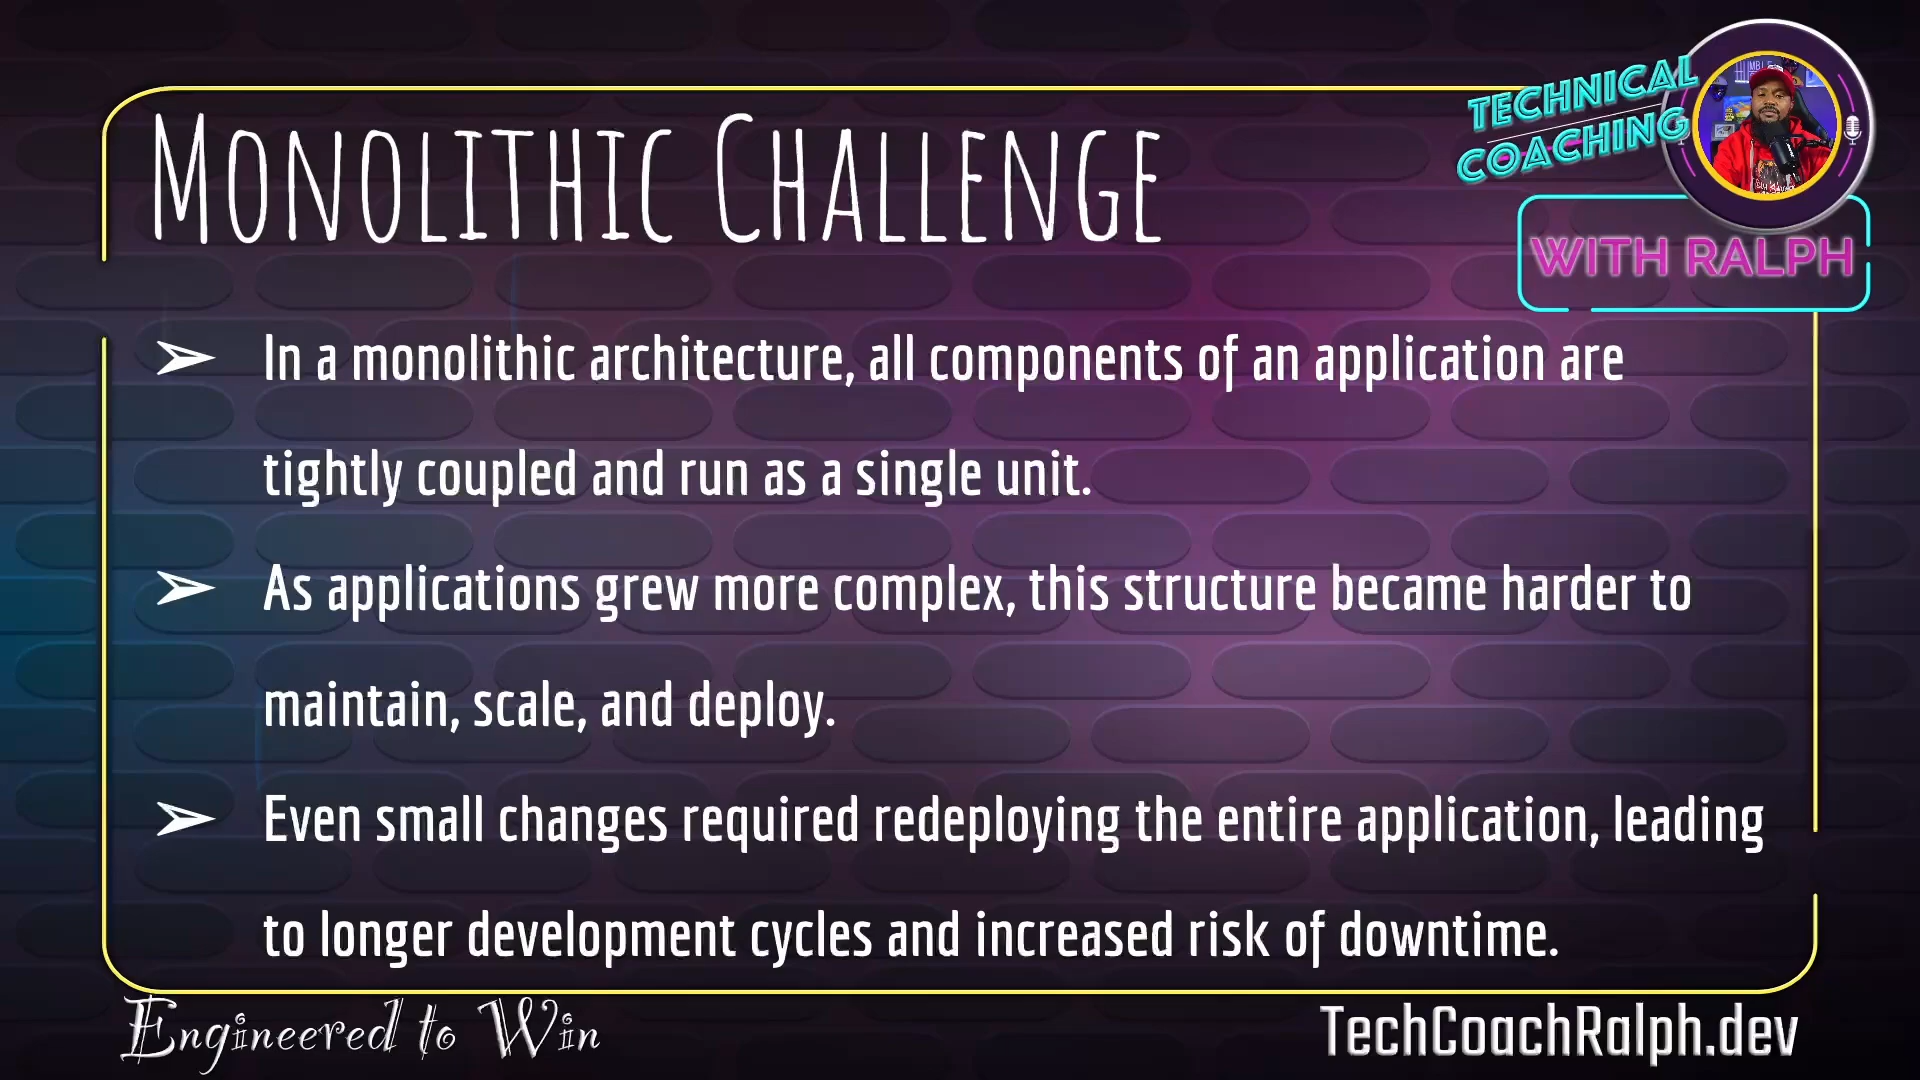 TECHNICAL
COACHING
WITH RALPH
Monolithic Challenge
➢ In a monolithic architecture, all components of an application are
tightly coupled and run as a single unit.
➢ As applications grew more complex, this structure became harder to
maintain, scale, and deploy.
➢ Even small changes required redeploying the entire application, leading
to longer development cycles and increased risk of downtime.
Engineered to Win
TechCoachRalph.dev